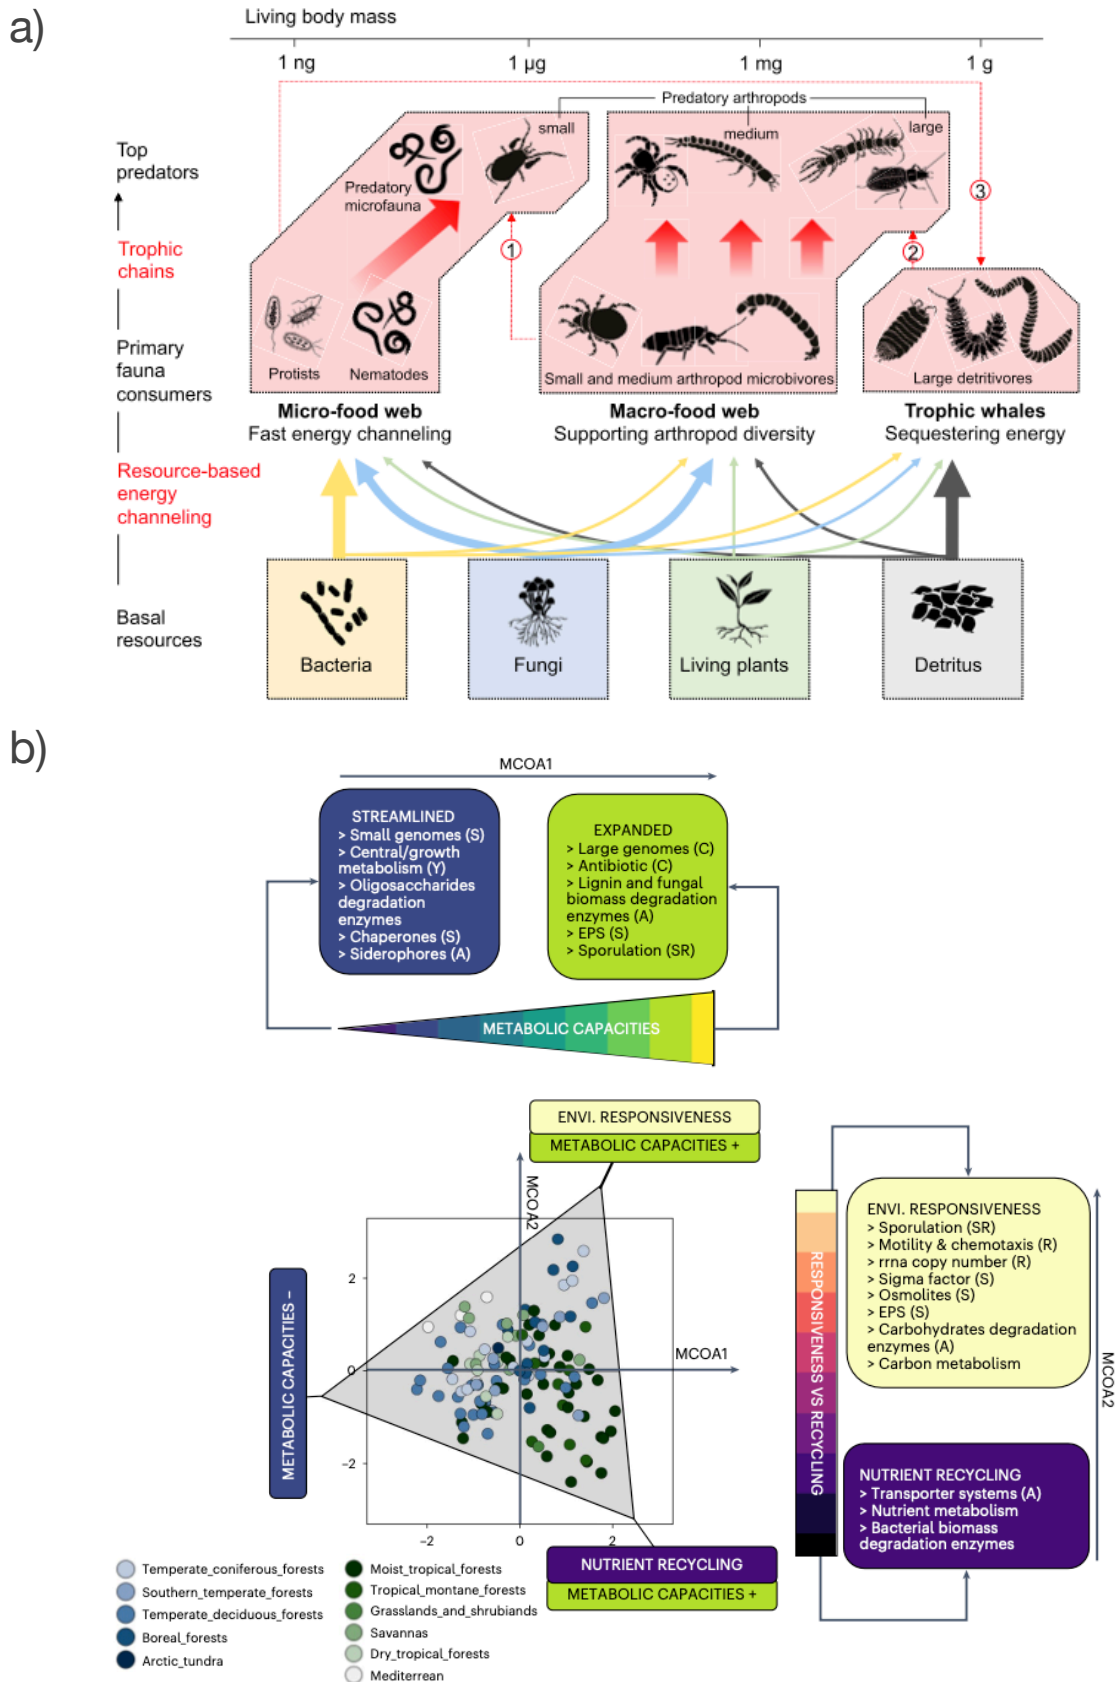 a)
Living body mass
1 ng
1 µg
1 mg
1 g
Predatory arthropods
small
medium
large
Top
predators
Predatory
microfauna
3
1
2
Trophic
chains
Primary
fauna
consumers
Protists
Nematodes
Small and medium arthropod microbivores
Large detritivores
Micro-food web
Fast energy channeling
Macro-food web
Supporting arthropod diversity
Trophic whales
Sequestering energy
Resource-based
energy
channeling
Basal
resources
Bacteria
Fungi
Living plants
Detritus
b)
MCOA1
STREAMLINED
> Small genomes (S)
> Central/growth
metabolism (Y)
> Oligosaccharides
degradation
enzymes
> Chaperones (S)
> Siderophores (A)
EXPANDED
> Large genomes (C)
> Antibiotic (C)
> Lignin and fungal
biomass degradation
enzymes (A)
> EPS (S)
> Sporulation (SR)
METABOLIC CAPACITIES
ENVI. RESPONSIVENESS
METABOLIC CAPACITIES +
MCOA2
MCOA1
METABOLIC CAPACITIES –
2
0
−2
−2
0
2
NUTRIENT RECYCLING
METABOLIC CAPACITIES +
RESPONSIVENESS VS RECYCLING
ENVI. RESPONSIVENESS
> Sporulation (SR)
> Motility & chemotaxis (R)
> rrna copy number (R)
> Sigma factor (S)
> Osmolites (S)
> EPS (S)
> Carbohydrates degradation
enzymes (A)
> Carbon metabolism
MCOA2
NUTRIENT RECYCLING
> Transporter systems (A)
> Nutrient metabolism
> Bacterial biomass
degradation enzymes
Temperate_coniferous_forests
Southern_temperate_forests
Temperate_deciduous_forests
Boreal_forests
Arctic_tundra
Moist_tropical_forests
Tropical_montane_forests
Grasslands_and_shrubiands
Savannas
Dry_tropical_forests
Mediterrean